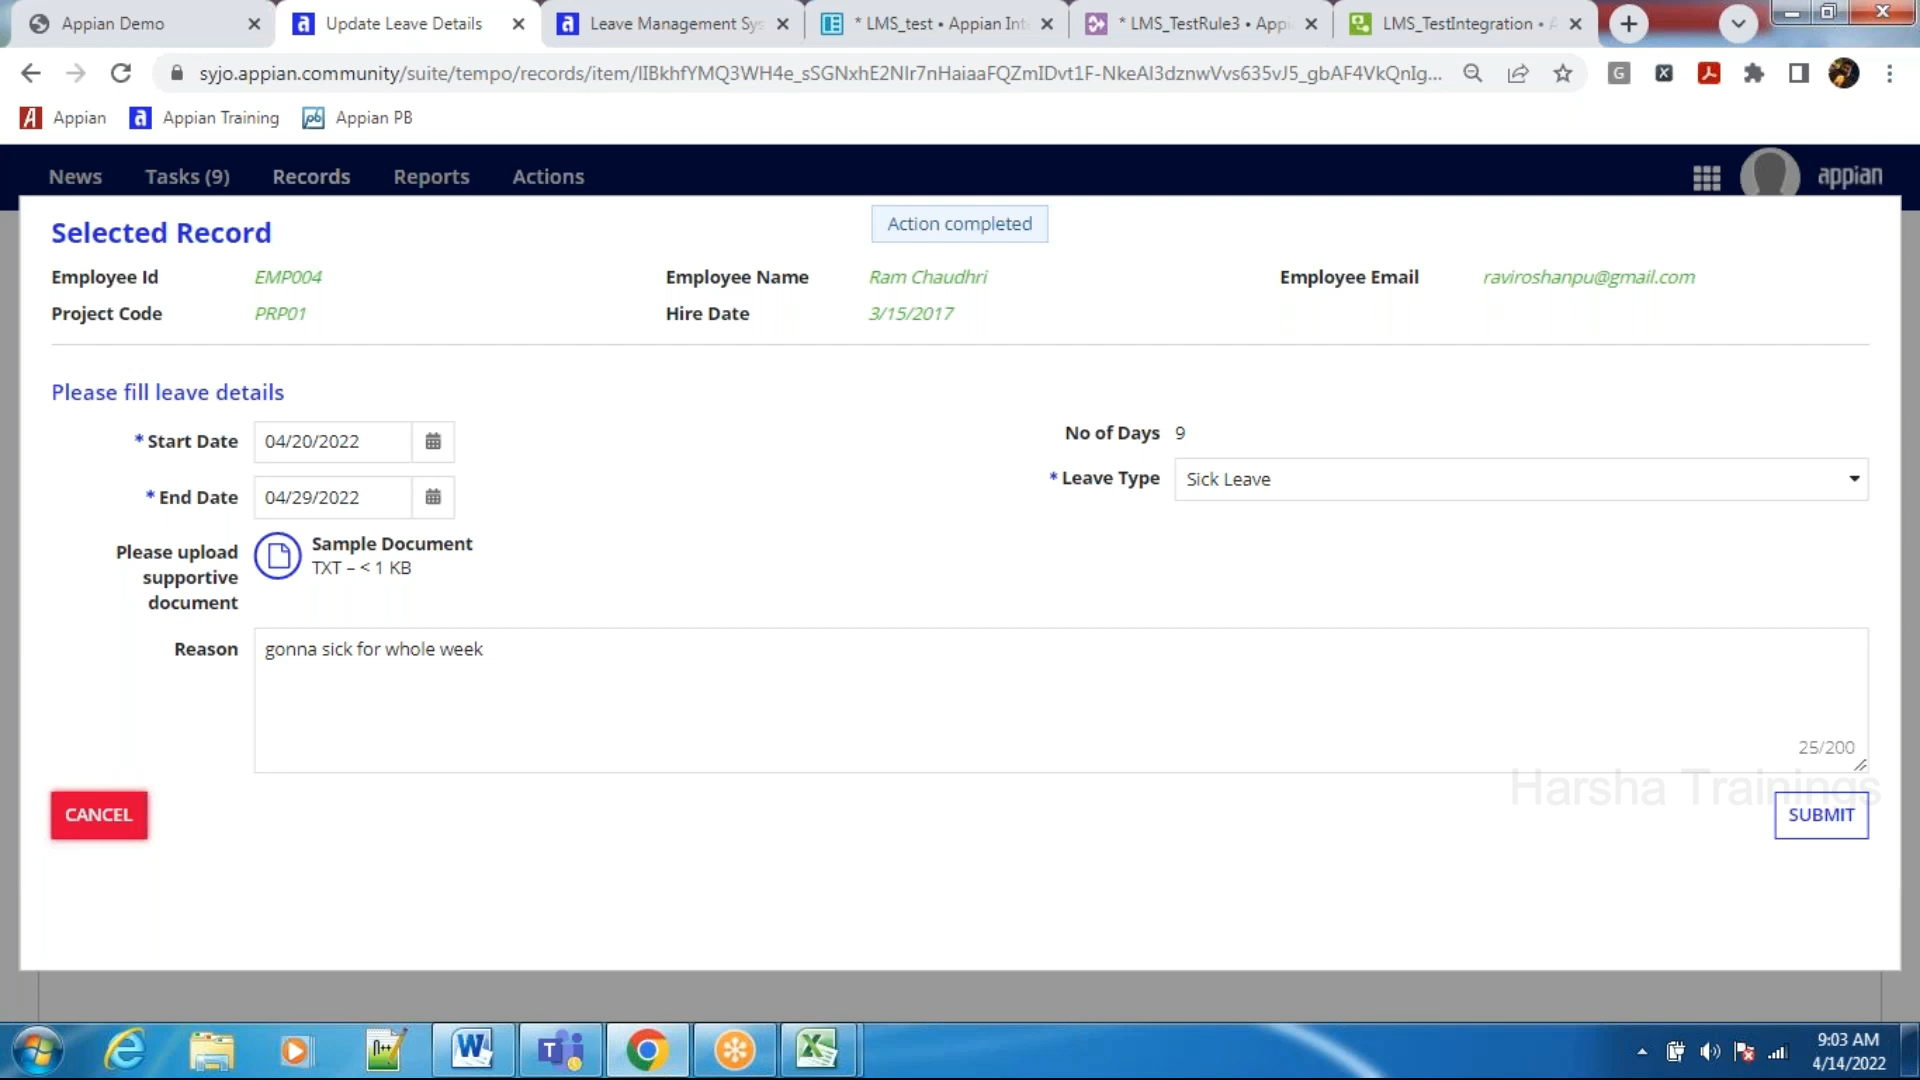 Appian Demo
Update Leave Details
Leave Management Sys
* LMS_test • Appian Inte
* LMS_TestRule3 • Appi
LMS_TestIntegration • A
syjo.appian.community/suite/tempo/records/item/lIBkhfYMQ3WH4e_sSGNxhE2NIr7nHaiaaFQZmIDvt1F-NkeAI3dznwVvs635vJ5_gbAF4VkQnIg...
Appian
Appian Training
Appian PB
News
Tasks (9)
Records
Reports
Actions
appian
Selected Record
Action completed
Employee Id EMP004
Employee Name Ram Chaudhri
Employee Email raviroshanpu@gmail.com
Project Code PRP01
Hire Date 3/15/2017
Please fill leave details
* Start Date 04/20/2022
No of Days 9
* Leave Type Sick Leave
* End Date 04/29/2022
Please upload
supportive
document
Sample Document
TXT – < 1 KB
Reason gonna sick for whole week
25/200
Harsha Trainings
CANCEL
SUBMIT
9:03 AM
4/14/2022